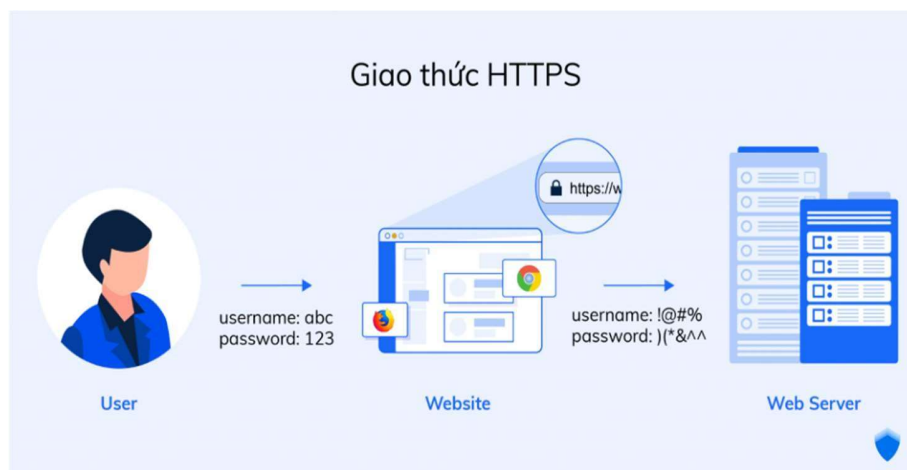 Giao thức HTTPS
https://w
username: abc
password: 123
username: !@#%
password: )(*&^^
User
Website
Web Server